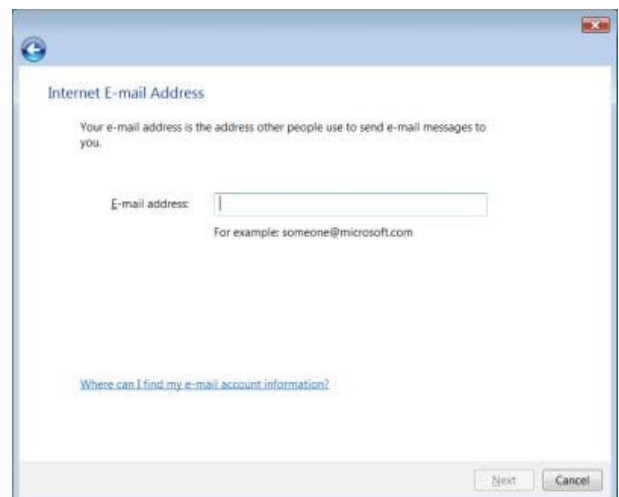 Internet E-mail Address
Your e-mail address is the address other people use to send e-mail messages to
you.
E-mail address:
For example: someone@microsoft.com
Where can I find my e-mail account information?
Next Cancel